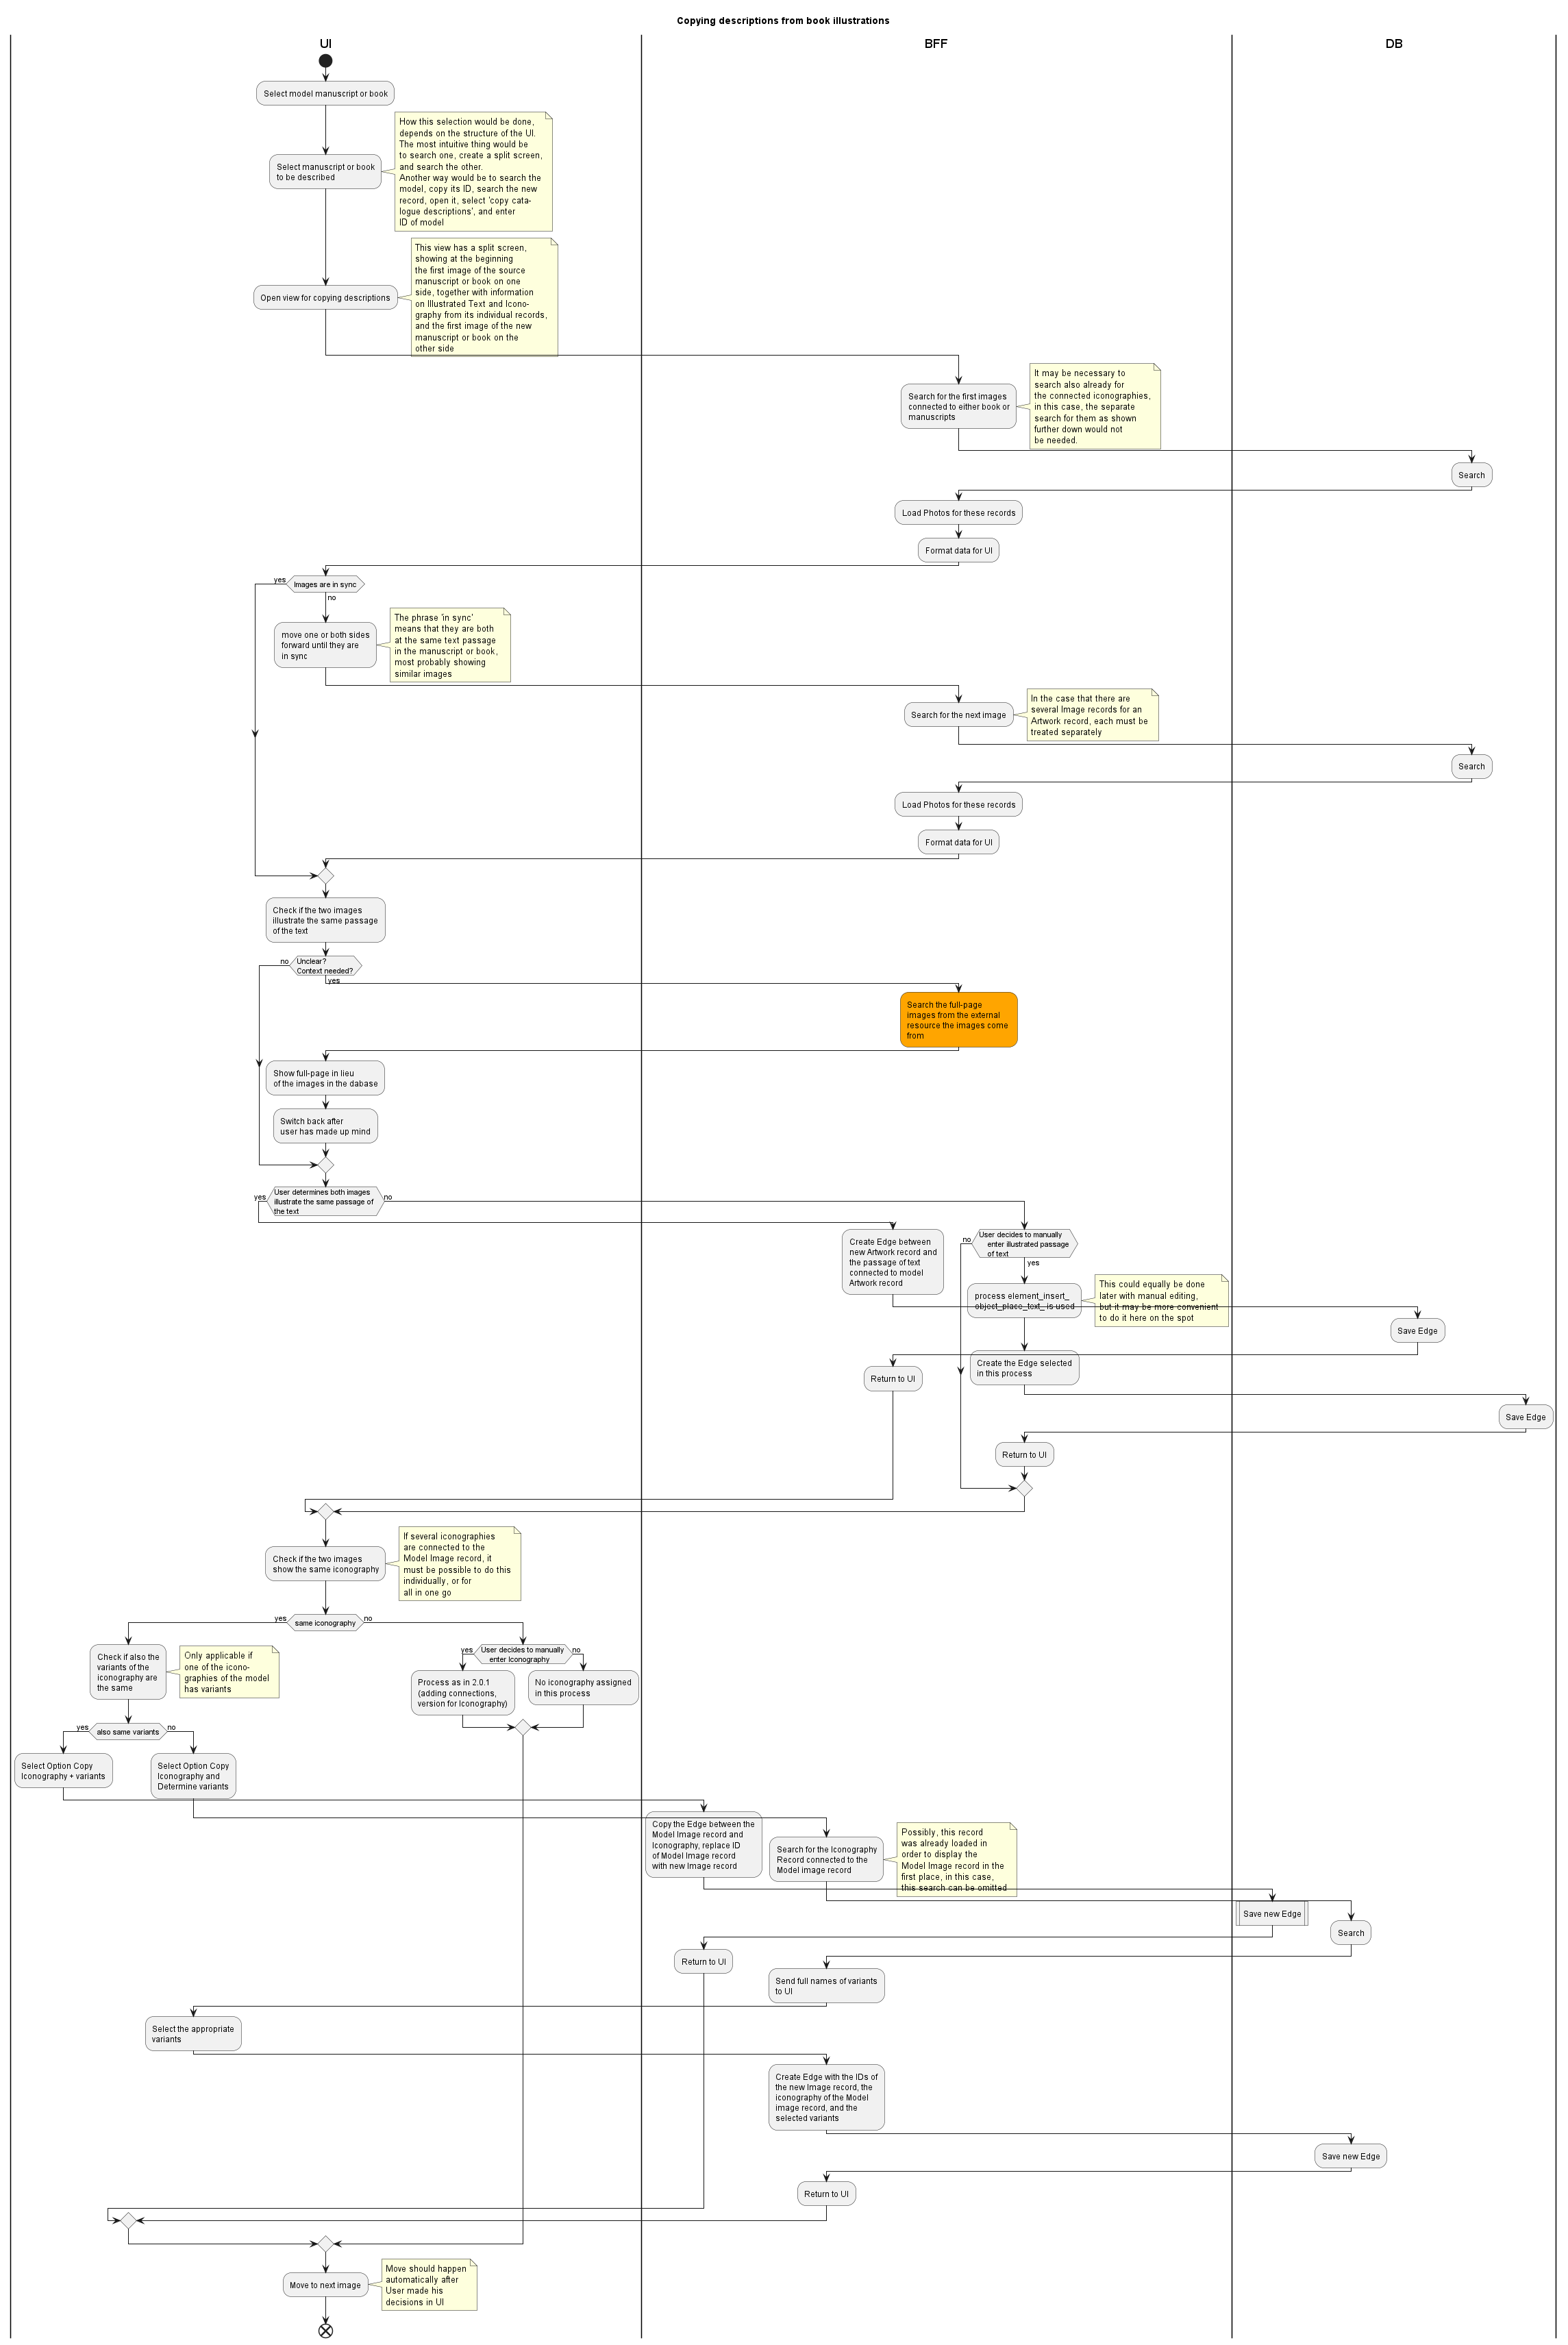 Copying descriptions from book illustrations
UI
BFF
DB
Select model manuscript or book
Select manuscript or book
to be described
How this selection would be done,
depends on the structure of the UI.
The most intuitive thing would be
to search one, create a split screen,
and search the other.
Another way would be to search the
model, copy its ID, search the new
record, open it, select 'copy cata-
logue descriptions', and enter
ID of model
Open view for copying descriptions
This view has a split screen,
showing at the beginning
the first image of the source
manuscript or book on one
side, together with information
on Illustrated Text and Icono-
graphy from its individual records,
and the first image of the new
manuscript or book on the
other side
Search for the first images
connected to either book or
manuscripts
It may be necessary to
search also already for
the connected iconographies,
in this case, the separate
search for them as shown
further down would not
be needed.
Search
Load Photos for these records
Format data for UI
yes
Images are in sync
no
move one or both sides
forward until they are
in sync
The phrase 'in sync'
means that they are both
at the same text passage
in the manuscript or book,
most probably showing
similar images
Search for the next image
In the case that there are
several Image records for an
Artwork record, each must be
treated separately
Search
Load Photos for these records
Format data for UI
Check if the two images
illustrate the same passage
of the text
no
Unclear?
Context needed?
yes
Search the full-page
images from the external
resource the images come
from
Show full-page in lieu
of the images in the dabase
Switch back after
user has made up mind
yes
User determines both images
illustrate the same passage of
the text
no
Create Edge between
new Artwork record and
the passage of text
connected to model
Artwork record
no
User decides to manually
enter illustrated passage
of text
yes
process element_insert_
object_place_text_ is used
This could equally be done
later with manual editing,
but it may be more convenient
to do it here on the spot
Save Edge
Return to UI
Create the Edge selected
in this process
Save Edge
Return to UI
Check if the two images
show the same iconography
If several iconographies
are connected to the
Model Image record, it
must be possible to do this
individually, or for
all in one go
yes
same iconography
no
Check if also the
variants of the
iconography are
the same
Only applicable if
one of the icono-
graphies of the model
has variants
yes
User decides to manually
enter Iconography
no
Process as in 2.0.1
(adding connections,
version for Iconography)
No iconography assigned
in this process
yes
also same variants
no
Select Option Copy
Iconography + variants
Select Option Copy
Iconography and
Determine variants
Copy the Edge between the
Model Image record and
Iconography, replace ID
of Model Image record
with new Image record
Search for the Iconography
Record connected to the
Model image record
Possibly, this record
was already loaded in
order to display the
Model Image record in the
first place, in this case,
this search can be omitted
Save new Edge
Search
Return to UI
Send full names of variants
to UI
Select the appropriate
variants
Create Edge with the IDs of
the new Image record, the
iconography of the Model
image record, and the
selected variants
Save new Edge
Return to UI
Move to next image
Move should happen
automatically after
User made his
decisions in UI